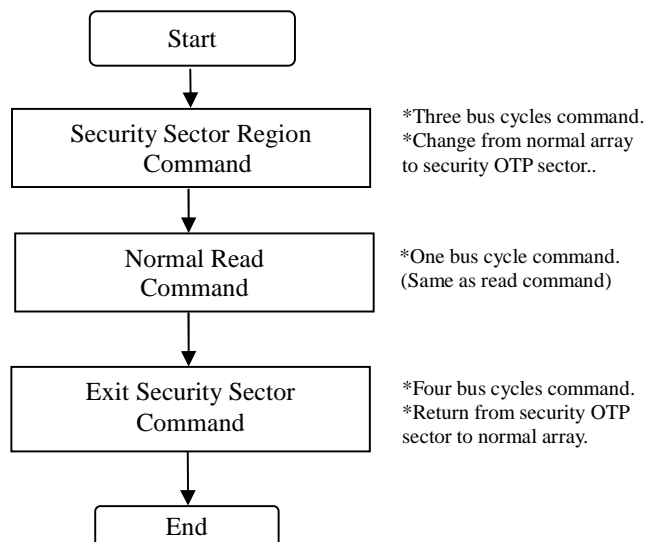 Start
Security Sector Region
Command
*Three bus cycles command.
*Change from normal array
to security OTP sector..
Normal Read
Command
*One bus cycle command.
(Same as read command)
Exit Security Sector
Command
*Four bus cycles command.
*Return from security OTP
sector to normal array.
End